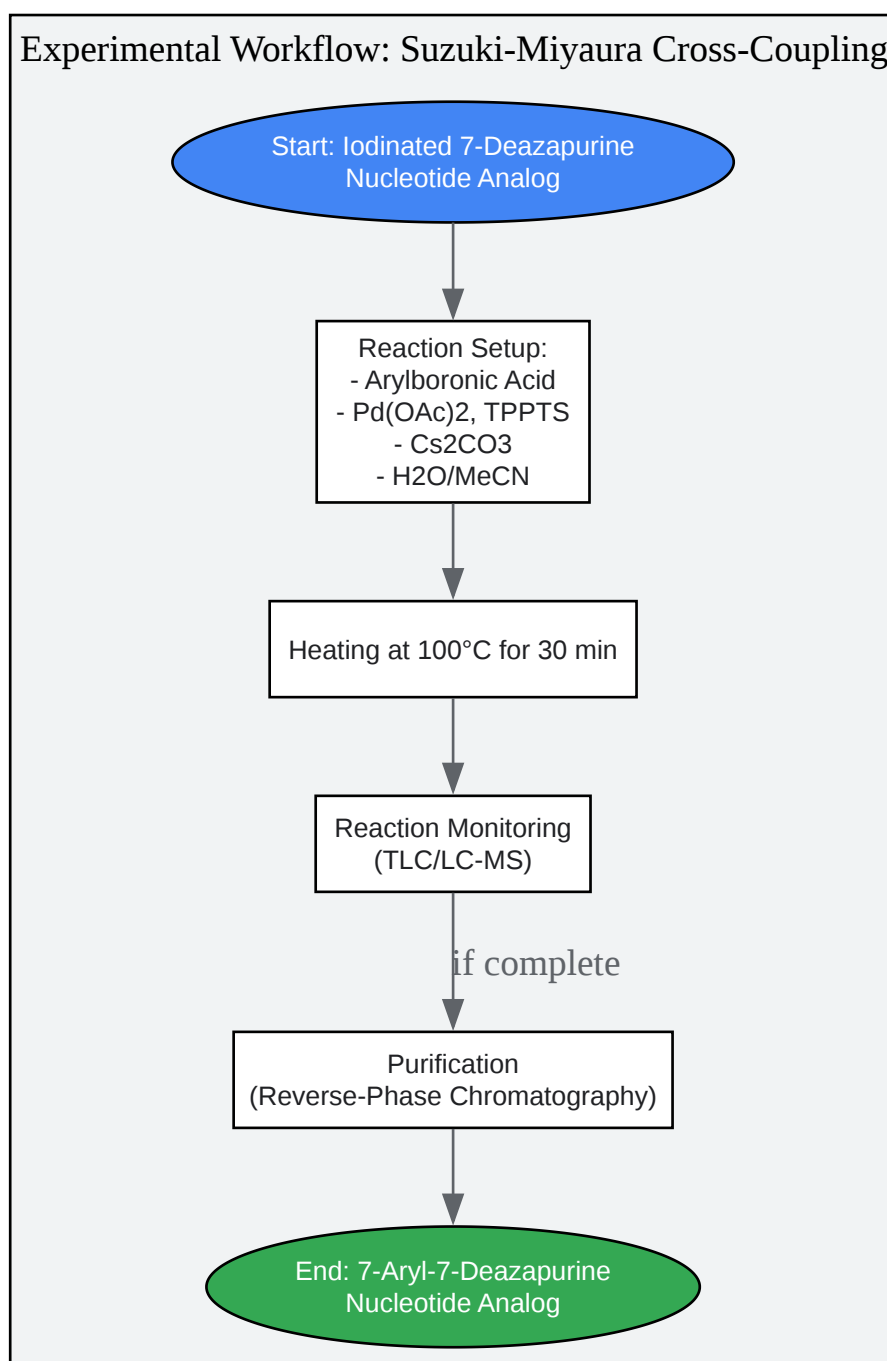 Experimental Workflow: Suzuki-Miyaura Cross-Coupling
Start: Iodinated 7-Deazapurine
Nucleotide Analog
Reaction Setup:
- Arylboronic Acid
- Pd(OAc)2, TPPTS
- Cs2CO3
- H2O/MeCN
Heating at 100°C for 30 min
Reaction Monitoring
(TLC/LC-MS)
if complete
Purification
(Reverse-Phase Chromatography)
End: 7-Aryl-7-Deazapurine
Nucleotide Analog